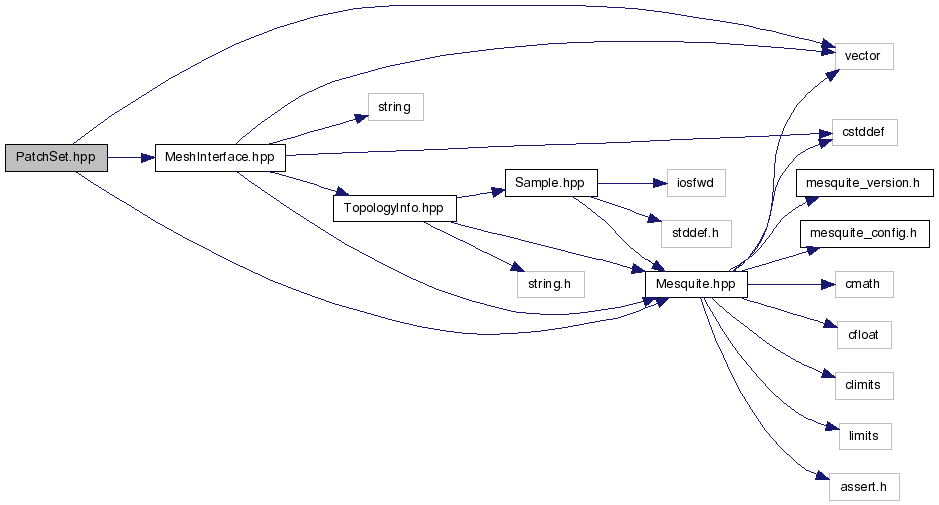 vector
string
cstddef
PatchSet.hpp
MeshInterface.hpp
Sample.hpp
iosfwd
mesquite_version.h
TopologyInfo.hpp
stddef.h
mesquite_config.h
string.h
Mesquite.hpp
cmath
cfloat
climits
limits
assert.h